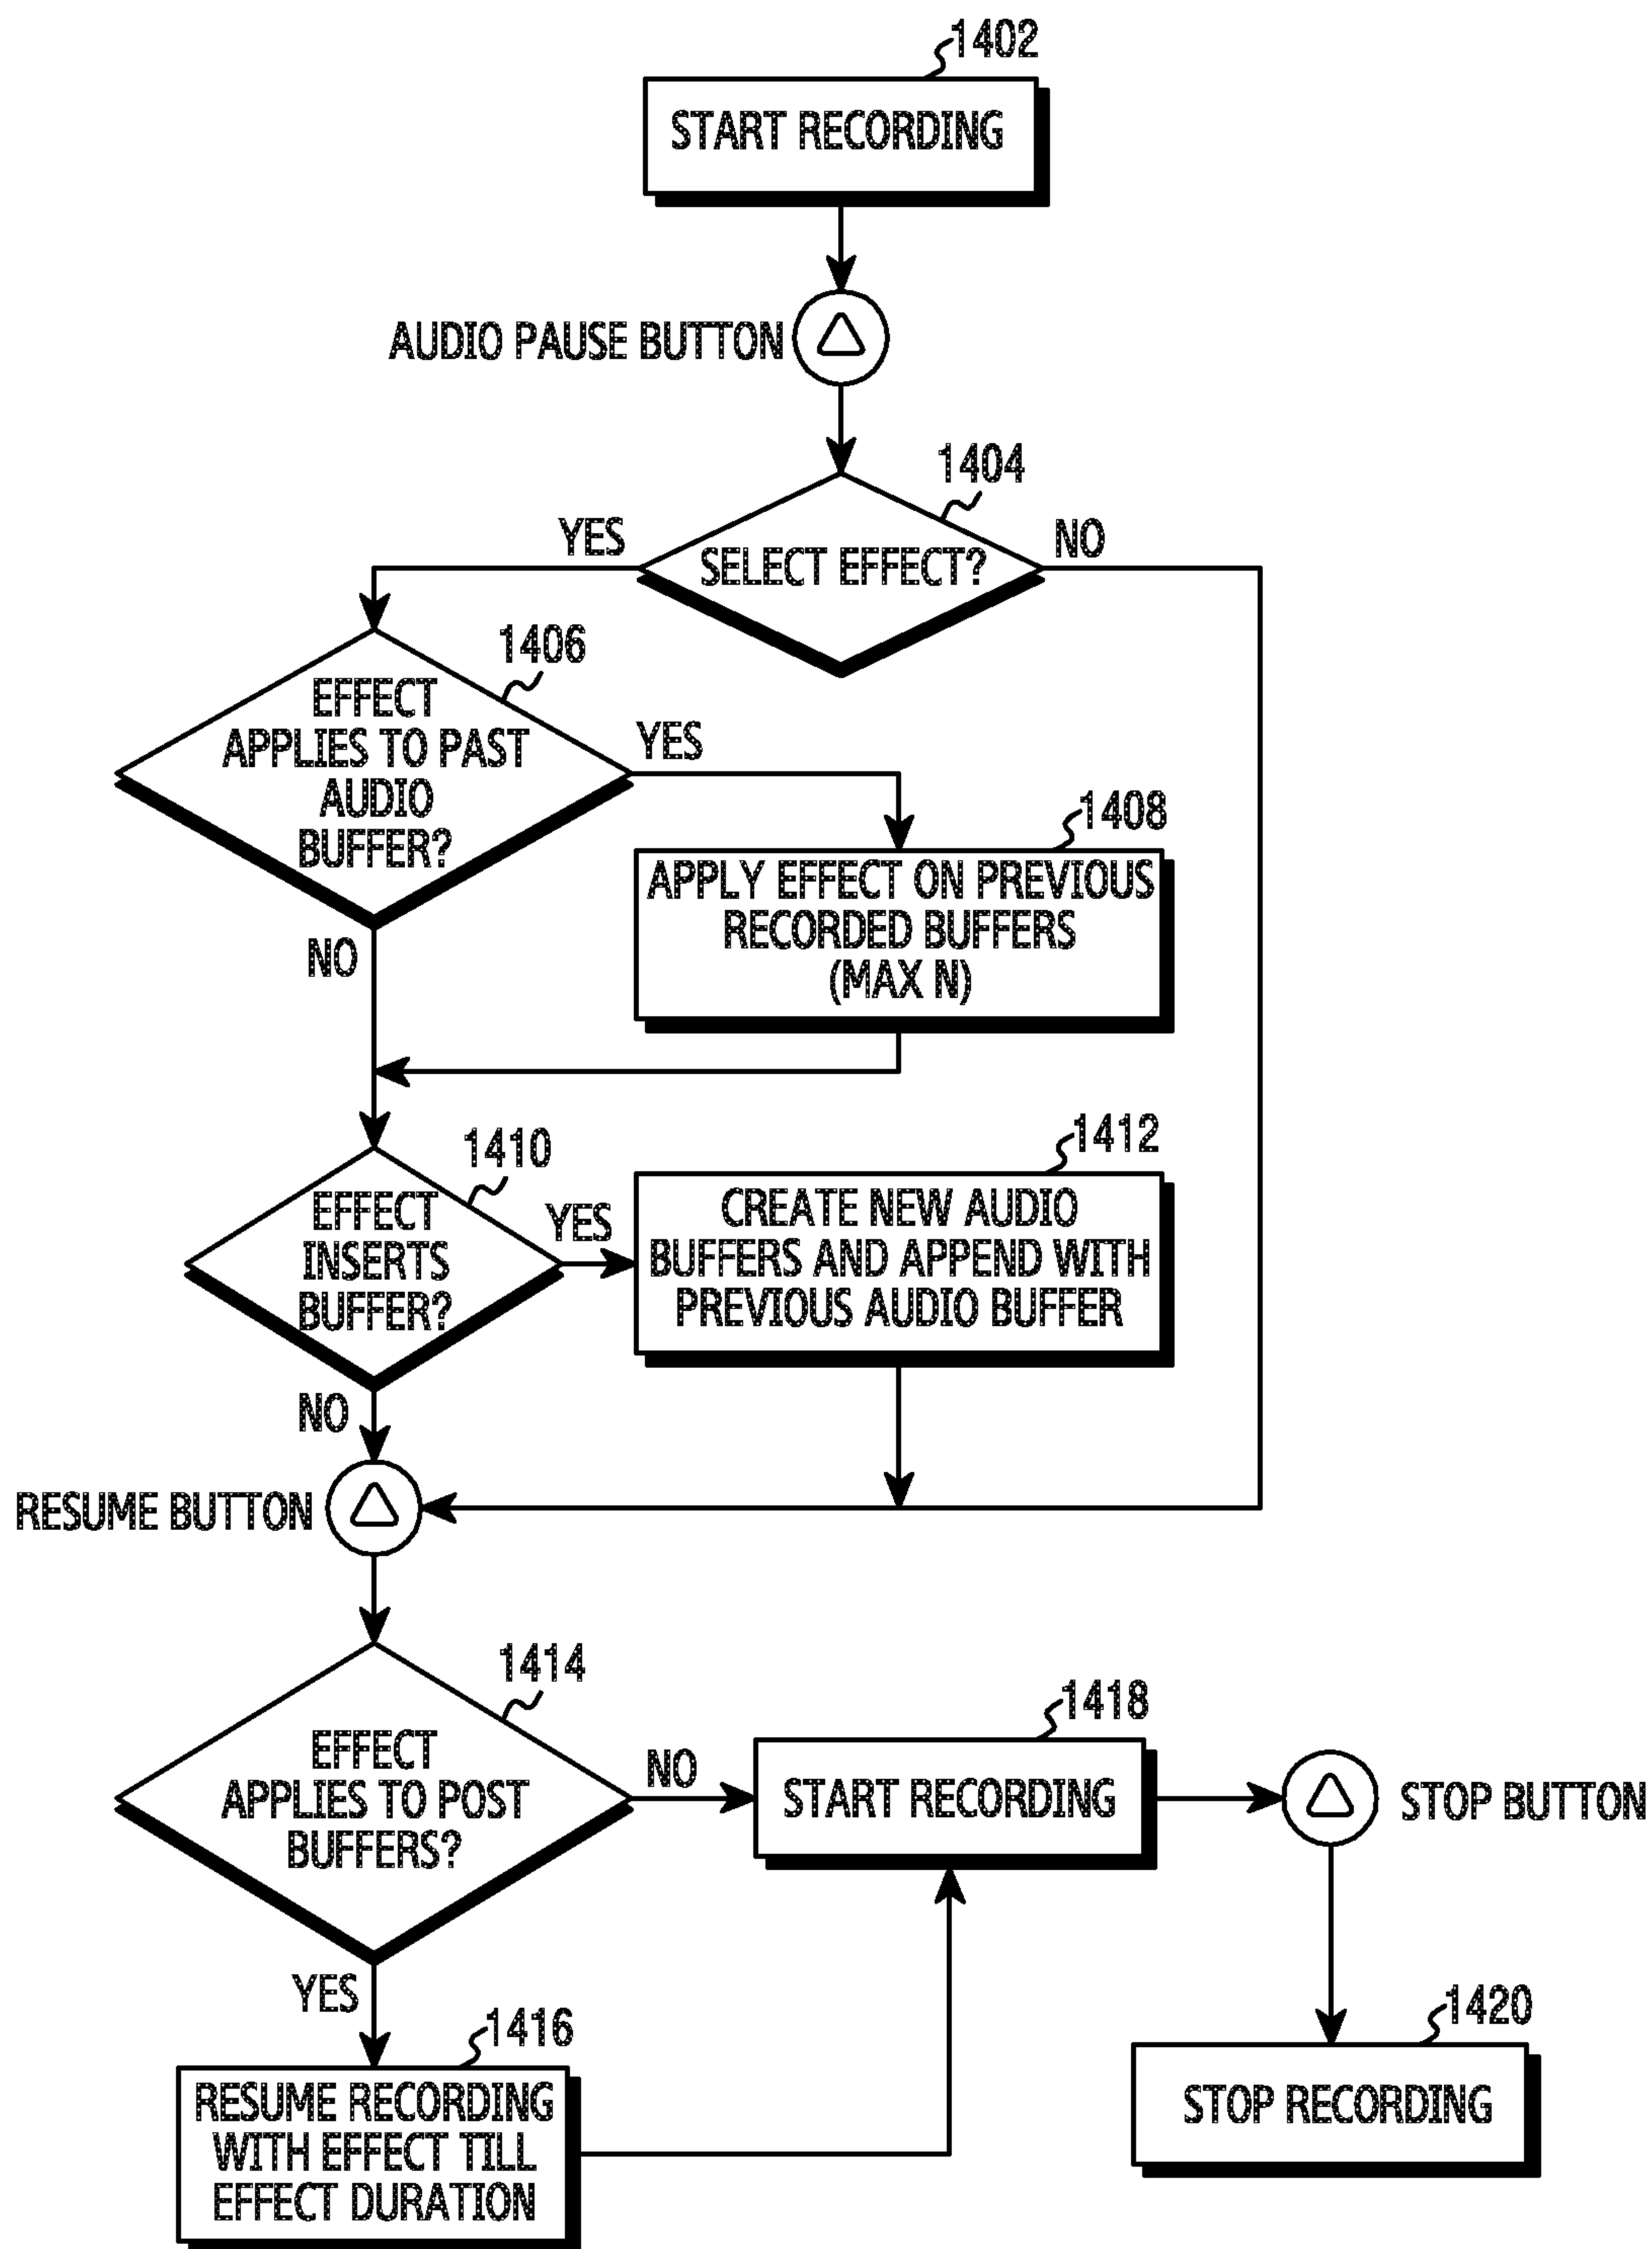 1402
START RECORDING
AUDIO PAUSE BUTTON
1404
YES
NO
SELECT EFFECT?
1406
EFFECT
APPLIES TO PAST
AUDIO
BUFFER?
YES
NO
1408
APPLY EFFECT ON PREVIOUS
RECORDED BUFFERS
(MAX N)
1410
EFFECT
INSERTS
BUFFER?
YES
NO
1412
CREATE NEW AUDIO
BUFFERS AND APPEND WITH
PREVIOUS AUDIO BUFFER
RESUME BUTTON
1414
EFFECT
APPLIES TO POST
BUFFERS?
NO
YES
1418
START RECORDING
STOP BUTTON
1416
RESUME RECORDING
WITH EFFECT TILL
EFFECT DURATION
1420
STOP RECORDING